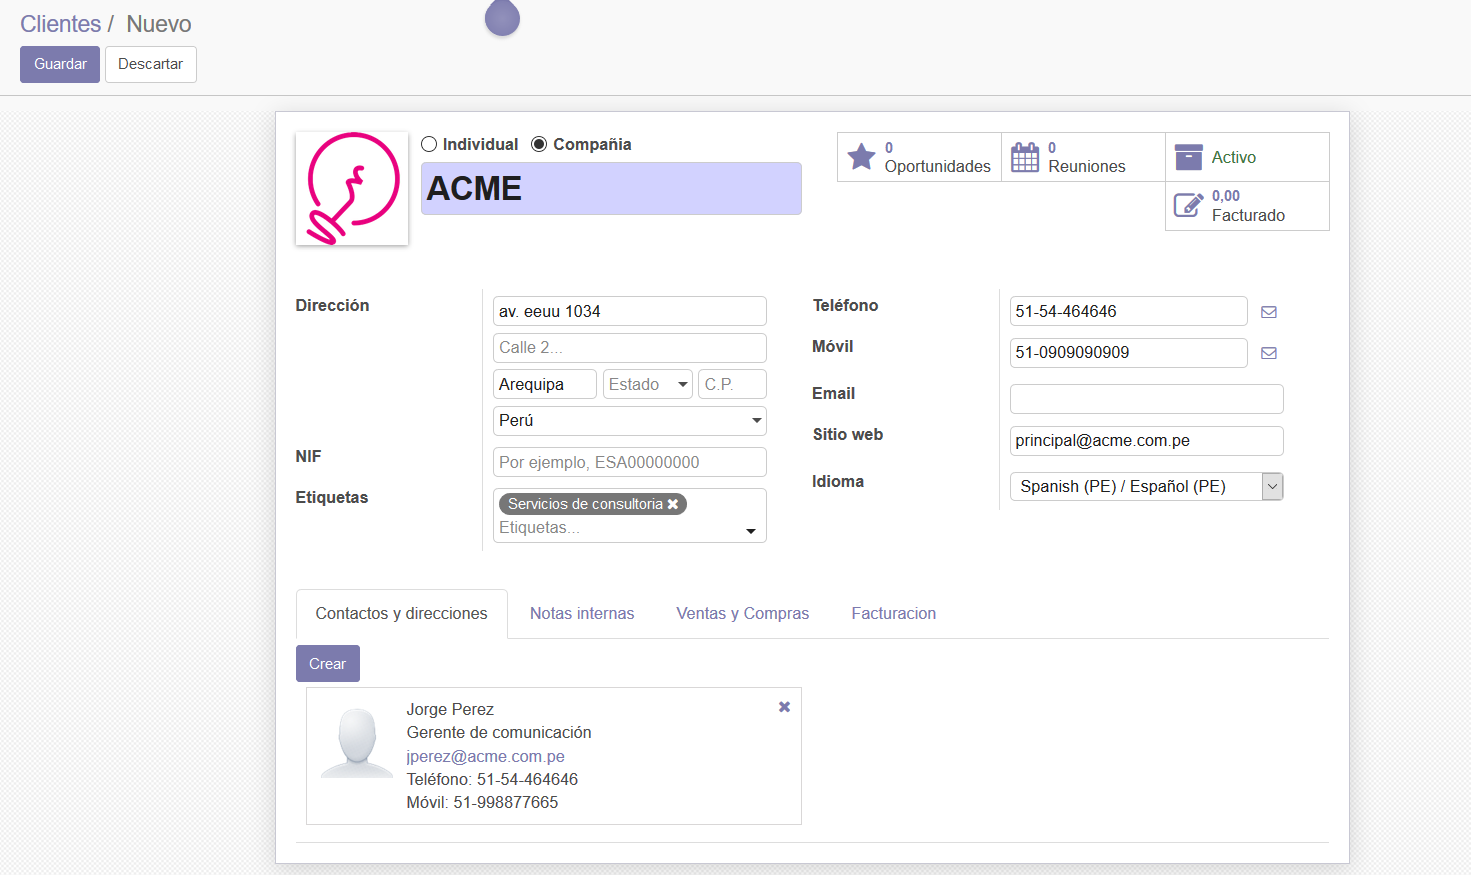 Clientes / Nuevo
Guardar Descartar
Individual Compañia
ACME
0
Oportunidades
0
Reuniones
Activo
0,00
Facturado
Dirección
av. eeuu 1034
Calle 2...
Arequipa Estado C.P.
Perú
NIF
Por ejemplo, ESA00000000
Etiquetas
Servicios de consultoria
Etiquetas...
Teléfono
51-54-464646
Móvil
51-0909090909
Email
Sitio web
principal@acme.com.pe
Idioma
Spanish (PE) / Español (PE)
Contactos y direcciones Notas internas Ventas y Compras Facturacion
Crear
Jorge Perez
Gerente de comunicación
jperez@acme.com.pe
Teléfono: 51-54-464646
Móvil: 51-998877665